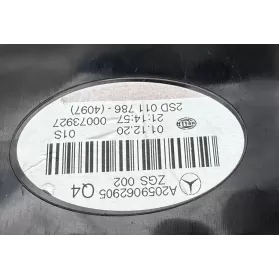 A2059062905 Q4
ZGS 002
01.12.20 01S
21:14:57 00073927
2SD 011 786 - (4097)